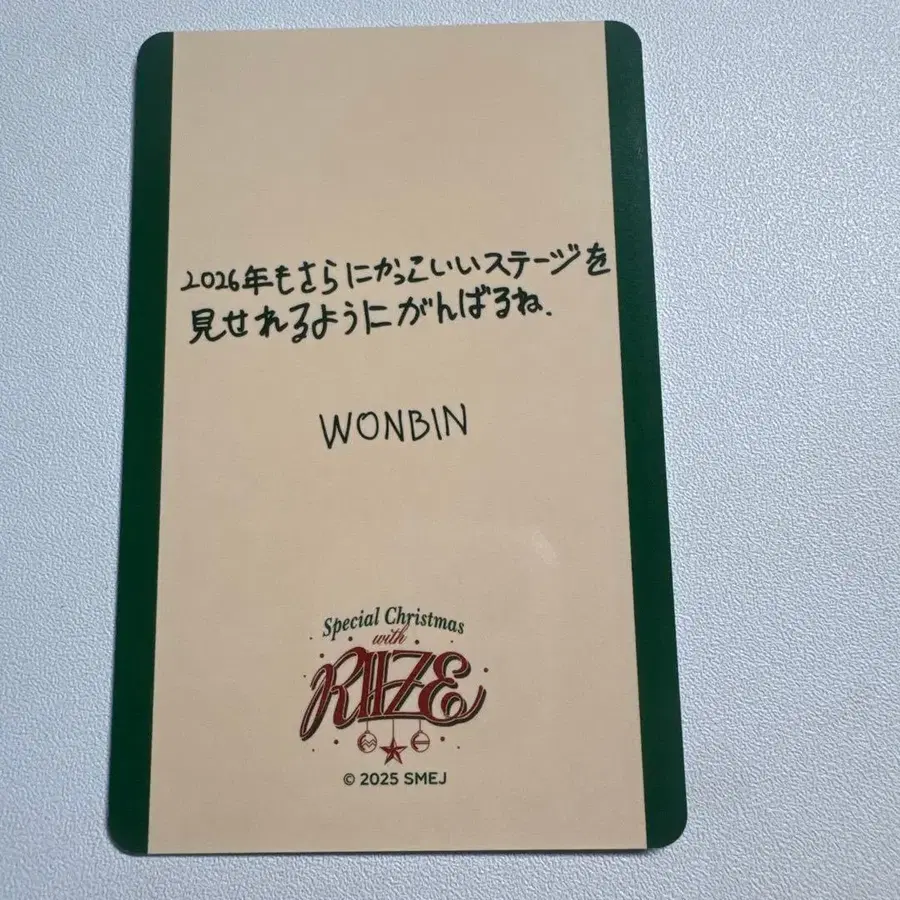 2026年もさらにかっこいいステージを
見せれるようにがんばるね.
WONBIN
Special Christmas
with
RIIZE
© 2025 SMEJ